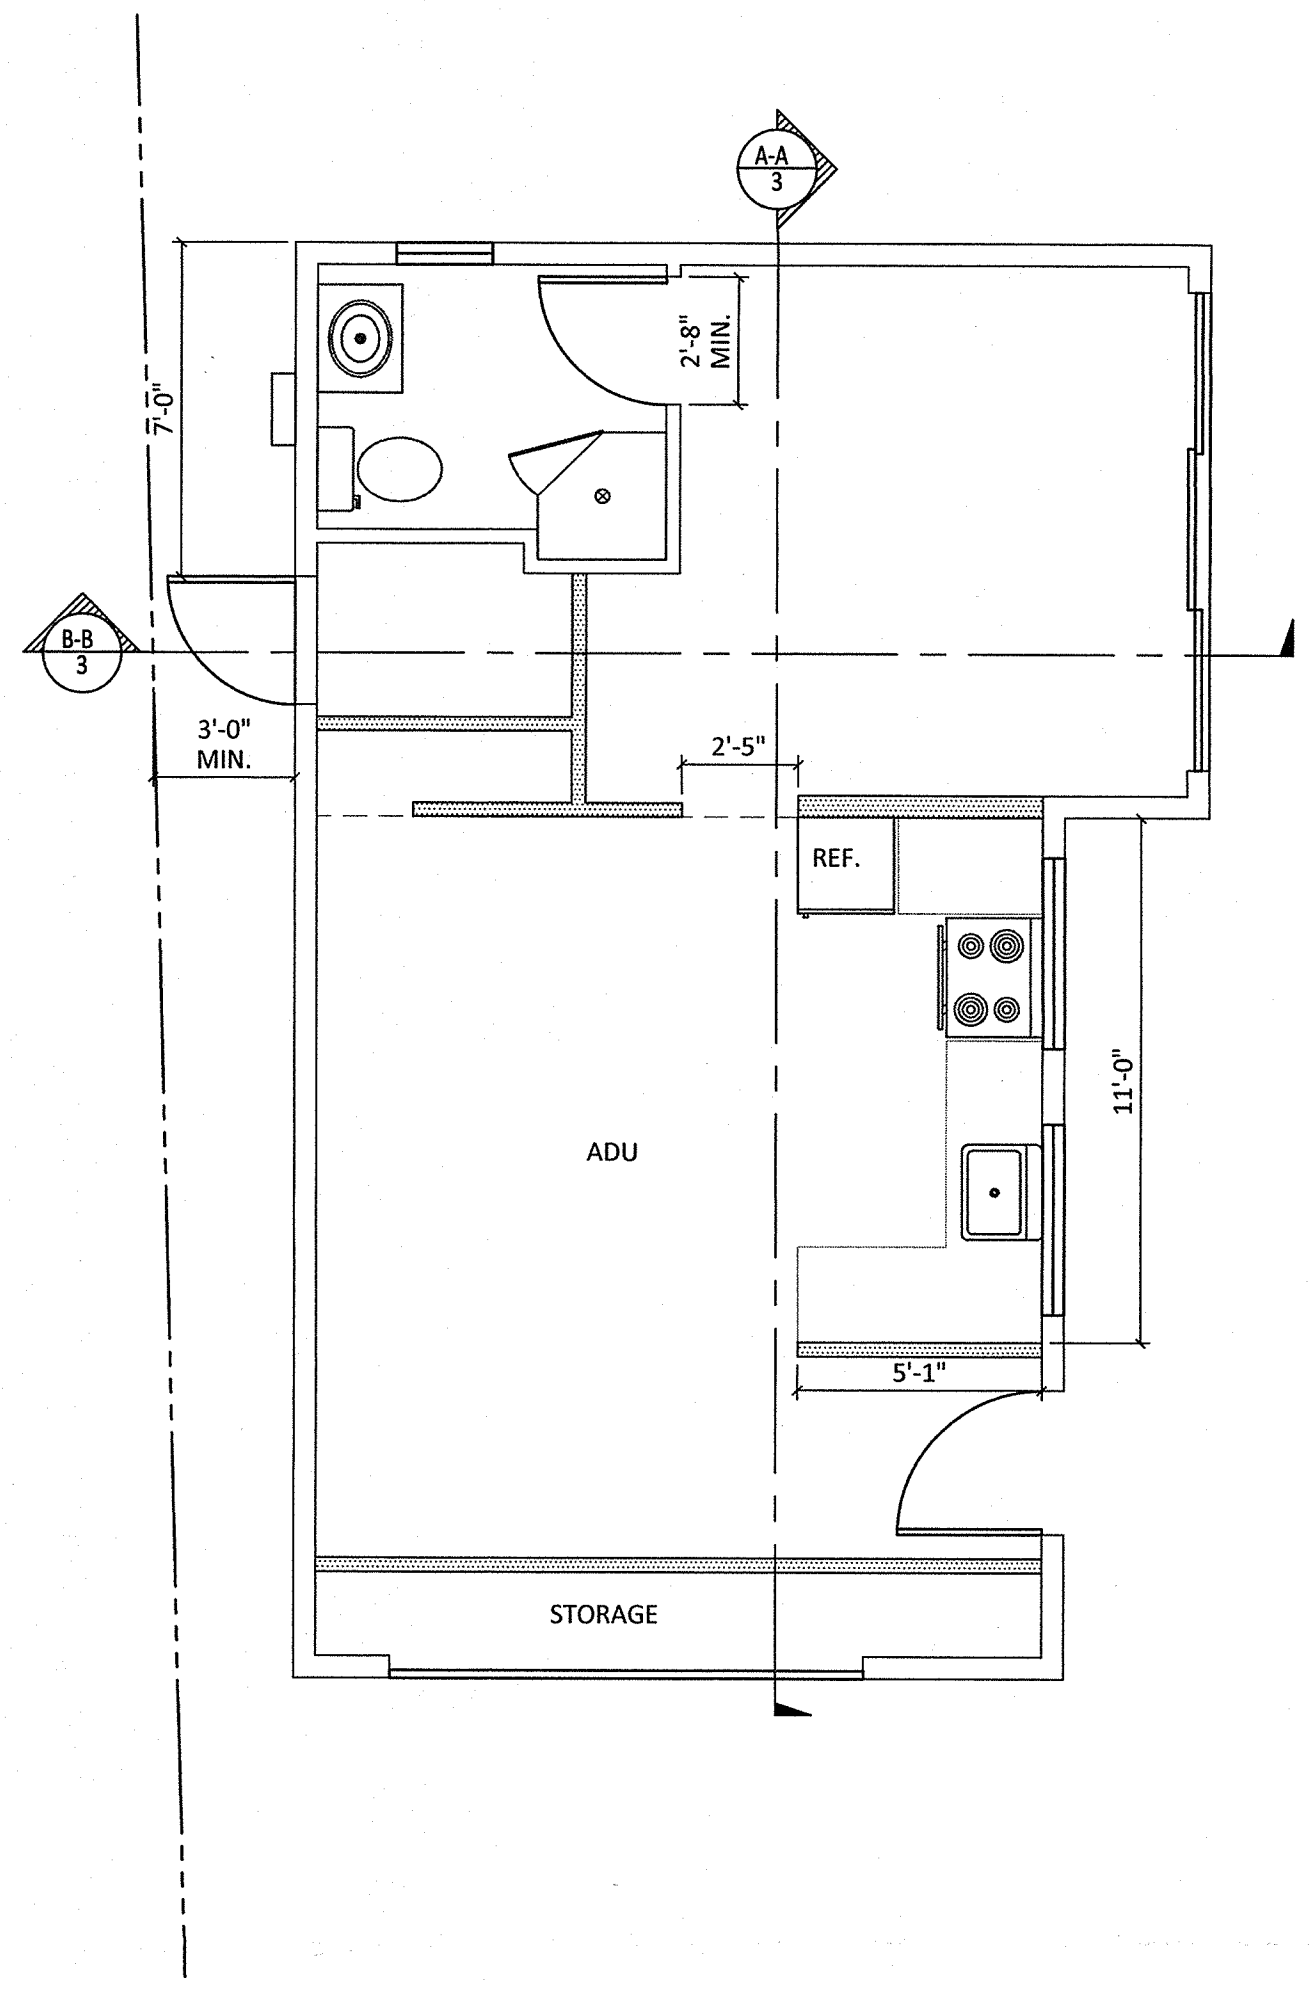 A-A
3
2'-8"
MIN.
7'-0"
B-B
3
3'-0"
MIN.
2'-5"
REF.
11'-0"
ADU
5'-1"
STORAGE